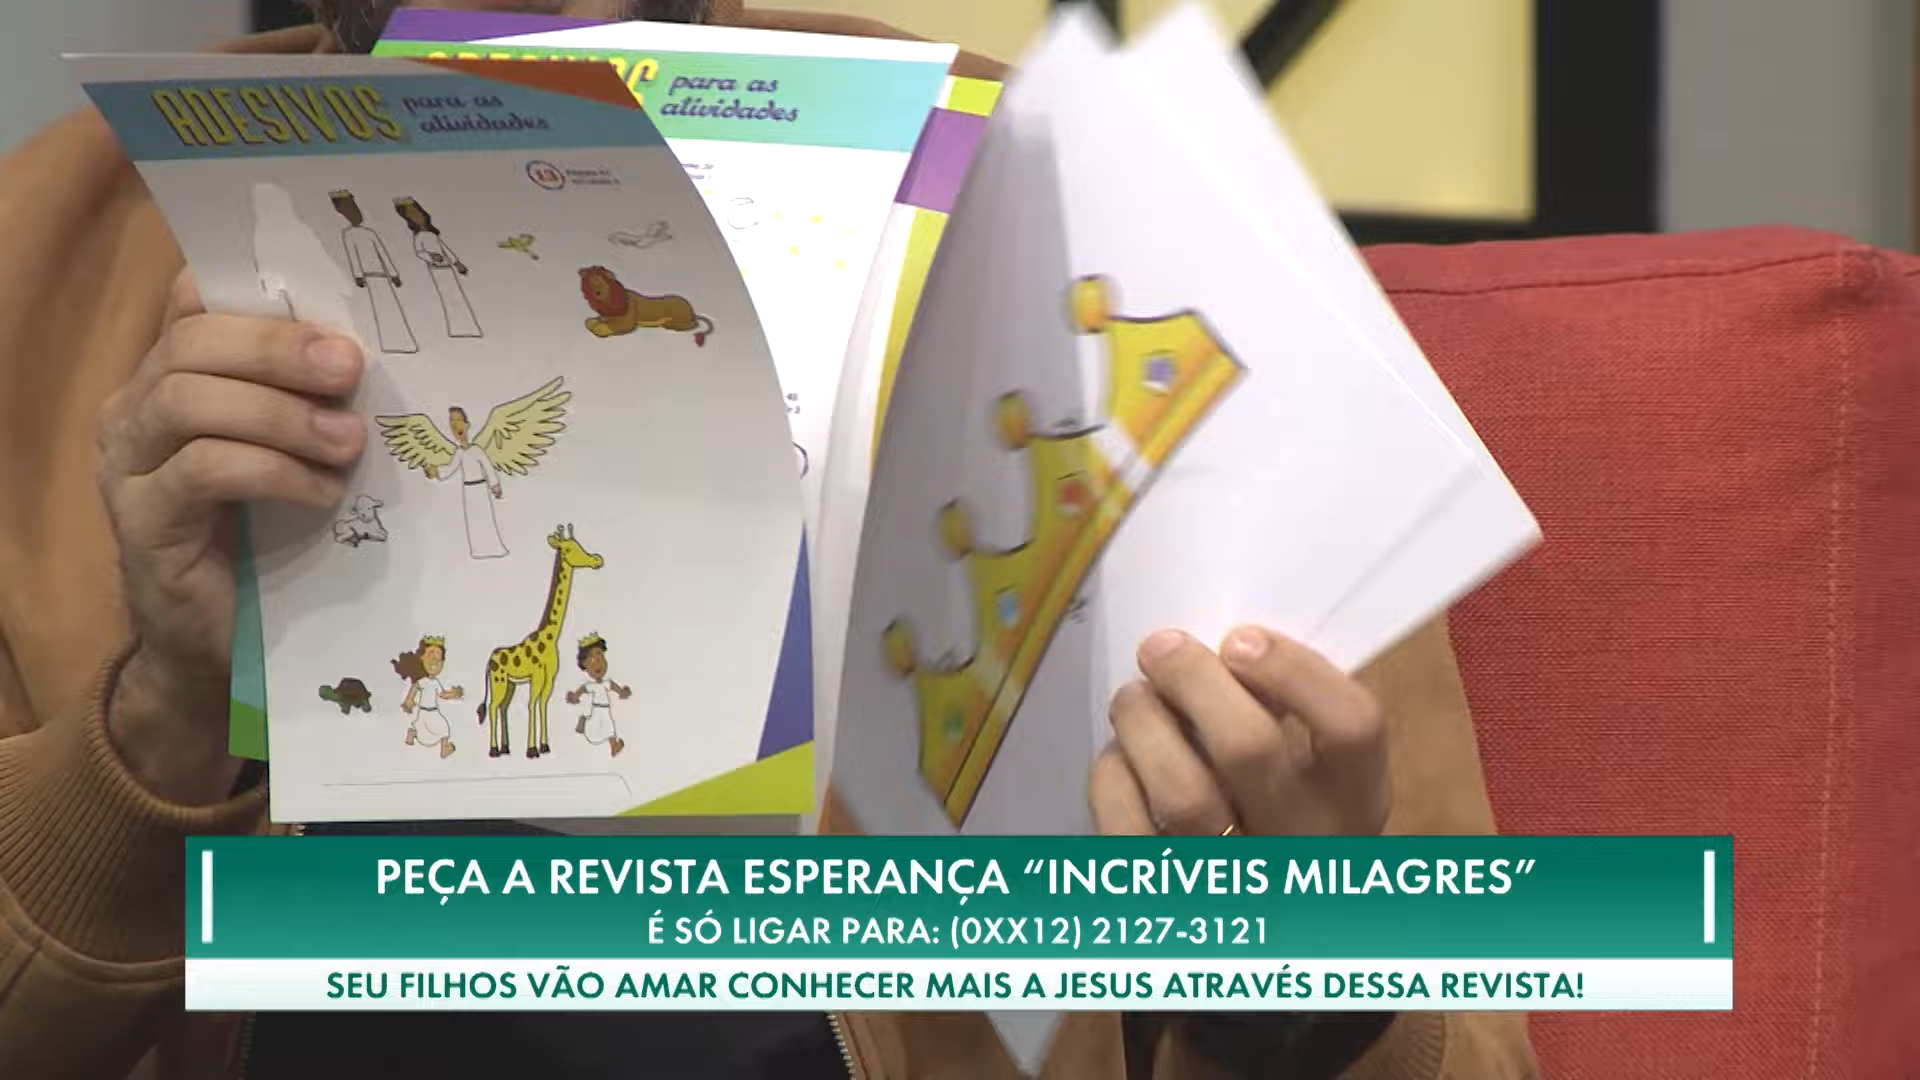 ADESIVOS para as
atividades
para as
atividades
13
PEÇA A REVISTA ESPERANÇA “INCRÍVEIS MILAGRES”
É SÓ LIGAR PARA: (0XX12) 2127-3121
SEU FILHOS VÃO AMAR CONHECER MAIS A JESUS ATRAVÉS DESSA REVISTA!